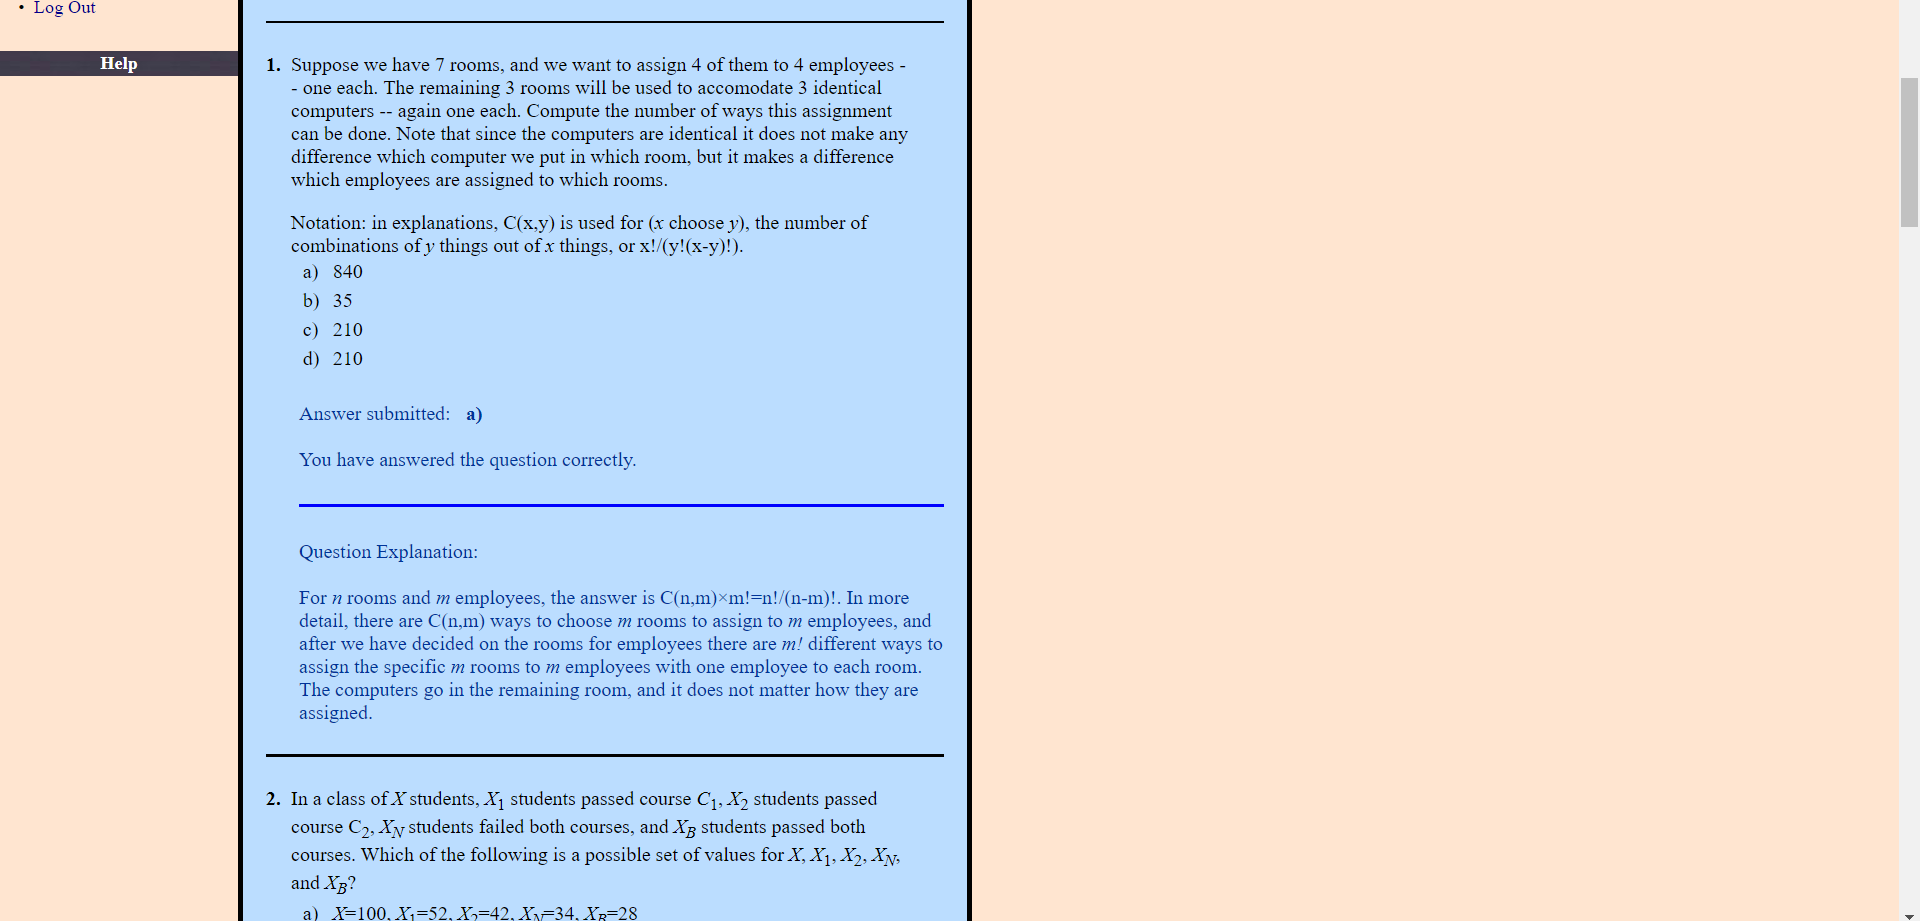 • Log Out
Help
1. Suppose we have 7 rooms, and we want to assign 4 of them to 4 employees -
- one each. The remaining 3 rooms will be used to accomodate 3 identical
computers -- again one each. Compute the number of ways this assignment
can be done. Note that since the computers are identical it does not make any
difference which computer we put in which room, but it makes a difference
which employees are assigned to which rooms.
Notation: in explanations, C(x,y) is used for (x choose y), the number of
combinations of y things out of x things, or x!/(y!(x-y)!).
a) 840
b) 35
c) 210
d) 210
Answer submitted: a)
You have answered the question correctly.
Question Explanation:
For n rooms and m employees, the answer is C(n,m)×m!=n!/(n-m)!. In more
detail, there are C(n,m) ways to choose m rooms to assign to m employees, and
after we have decided on the rooms for employees there are m! different ways to
assign the specific m rooms to m employees with one employee to each room.
The computers go in the remaining room, and it does not matter how they are
assigned.
2. In a class of X students, X₁ students passed course C₁, X₂ students passed
course C₂, X_N students failed both courses, and X_B students passed both
courses. Which of the following is a possible set of values for X, X₁, X₂, X_N,
and X_B?
a) X=100, X₁=52, X₂=42, X_N=34, X_B=28